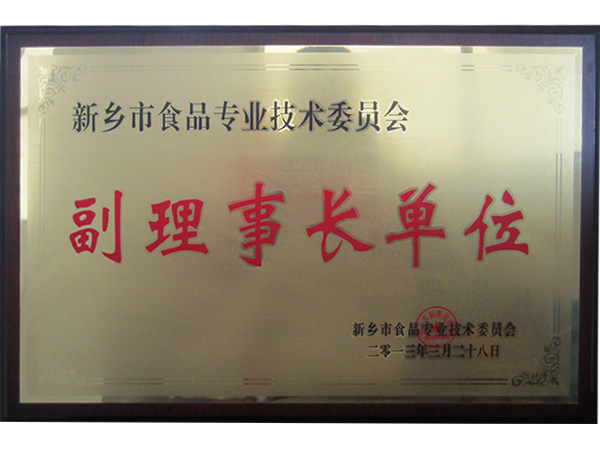 新乡市食品专业技术委员会
副理事长单位
新乡市食品专业技术委员会
二零一三年三月二十八日